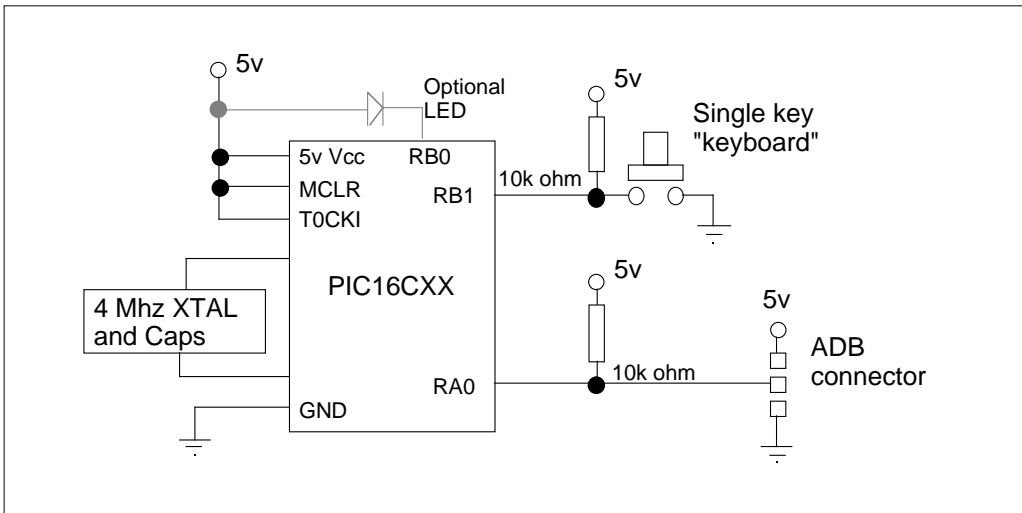 5v
Optional
LED
5v
Single key
"keyboard"
5v Vcc
RB0
MCLR
RB1
10k ohm
T0CKI
PIC16CXX
4 Mhz XTAL
and Caps
5v
5v
ADB
connector
RA0
10k ohm
GND